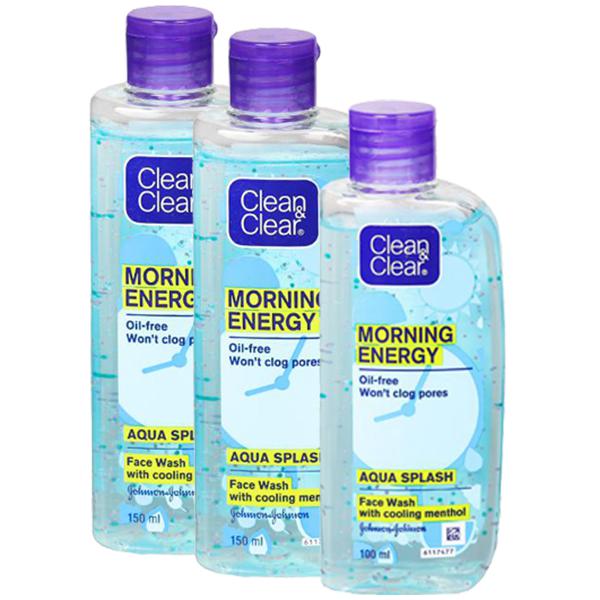 Clean &
Clear
MORNING
ENERGY
Oil-free
Won't clog pores
AQUA SPL
Face Wash
with cooling
Johnson-Johnson
150 ml
Clean &
Clear®
MORNING
ENERGY
Oil-free
Won't clog pores
AQUA SPLASH
Face Wash
with cooling men
Johnson-Johnson
150 ml
Clean &
Clear®
MORNING
ENERGY
Oil-free
Won't clog pores
AQUA SPLASH
Face Wash
with cooling menthol
Johnson-Johnson
100 ml
6117477